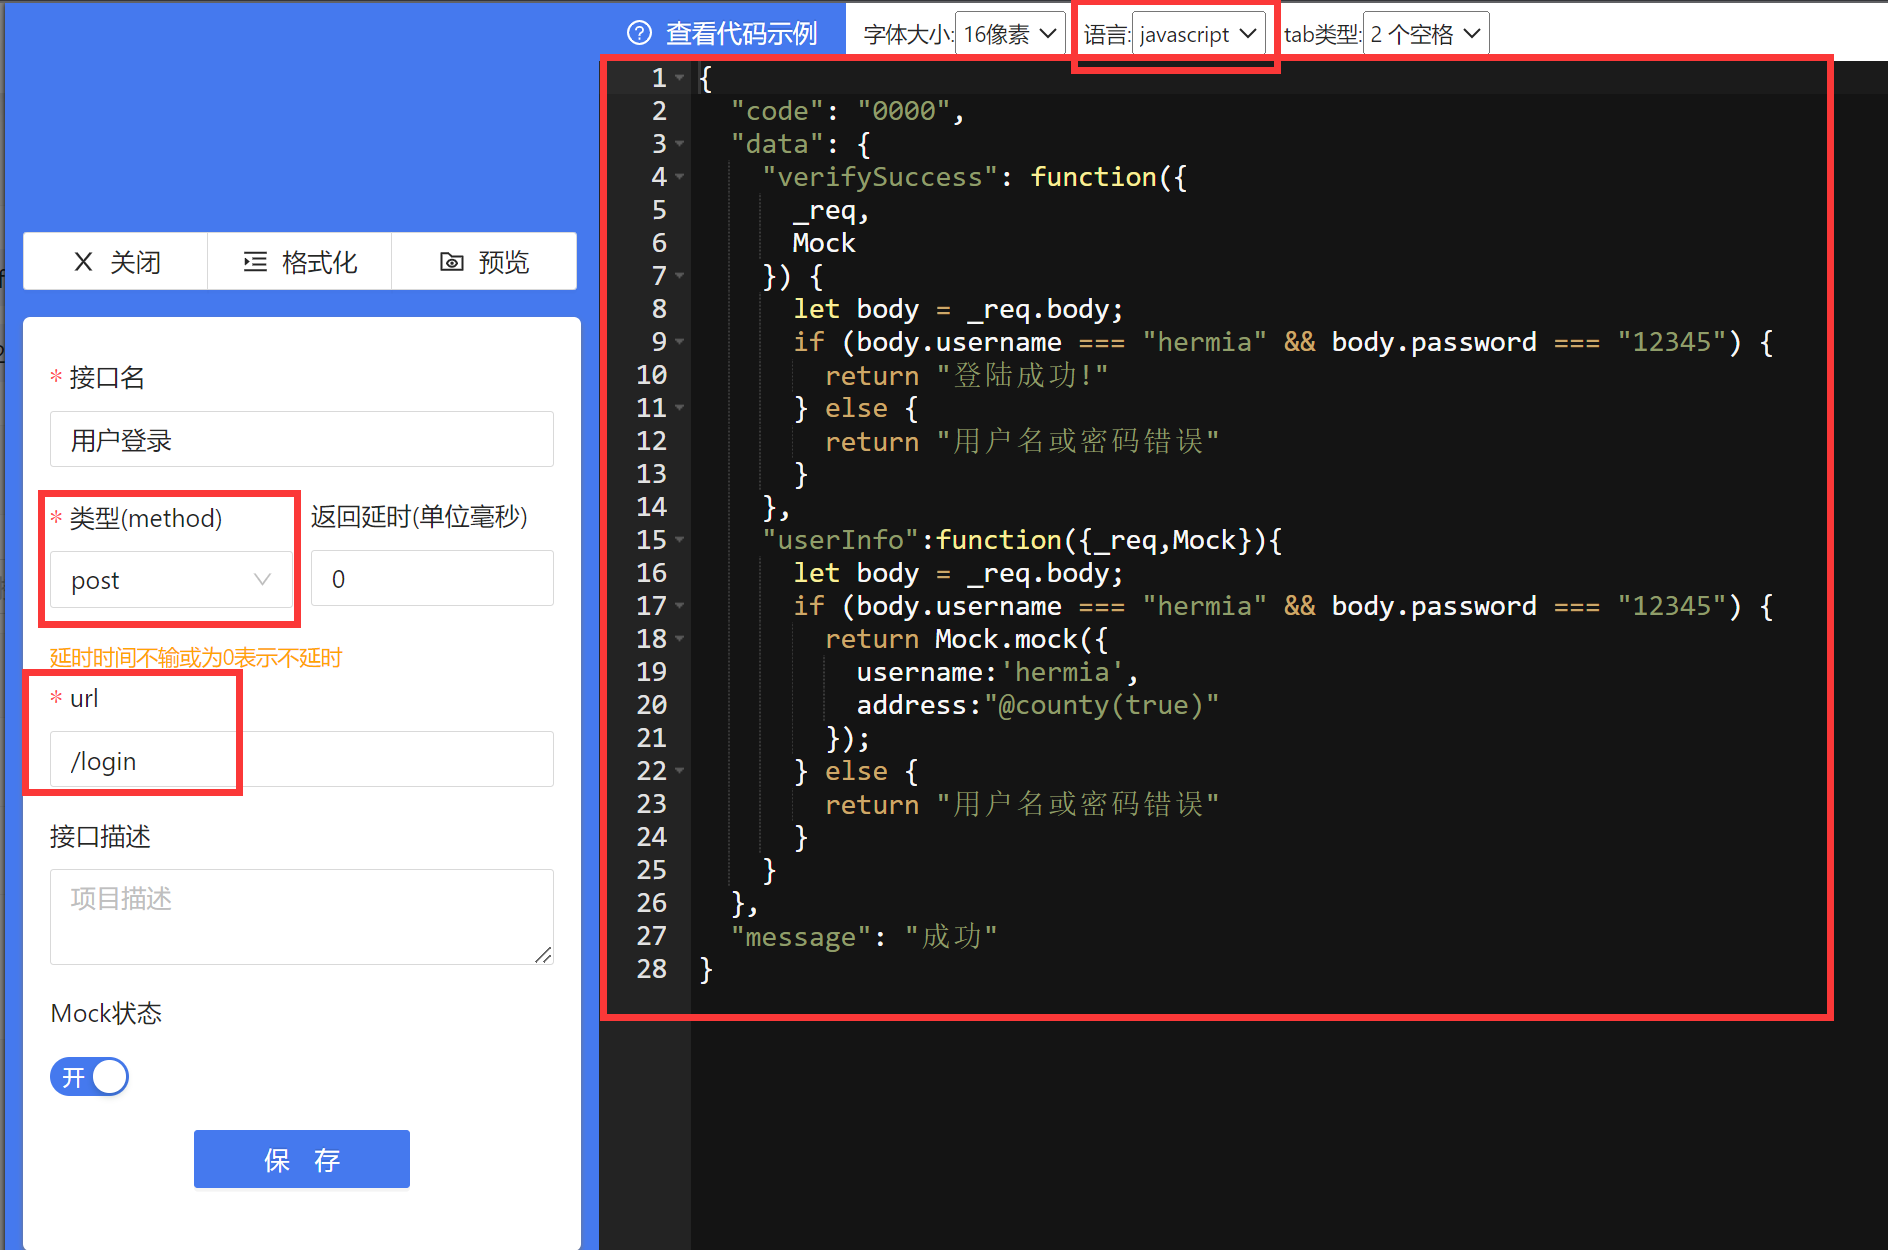 查看代码示例
字体大小: 16像素 语言: javascript tab类型: 2 个空格
关闭 格式化 预览
* 接口名
用户登录
* 类型(method) 返回延时(单位毫秒)
post 0
延时时间不输或为0表示不延时
* url
/login
接口描述
项目描述
Mock状态
开
保 存
1 {
2 "code": "0000",
3 "data": {
4 "verifySuccess": function({
5 _req,
6 Mock
7 }) {
8 let body = _req.body;
9 if (body.username === "hermia" && body.password === "12345") {
10 return "登陆成功!"
11 } else {
12 return "用户名或密码错误"
13 }
14 },
15 "userInfo":function({_req,Mock}){
16 let body = _req.body;
17 if (body.username === "hermia" && body.password === "12345") {
18 return Mock.mock({
19 username:'hermia',
20 address:"@county(true)"
21 });
22 } else {
23 return "用户名或密码错误"
24 }
25 }
26 },
27 "message": "成功"
28 }